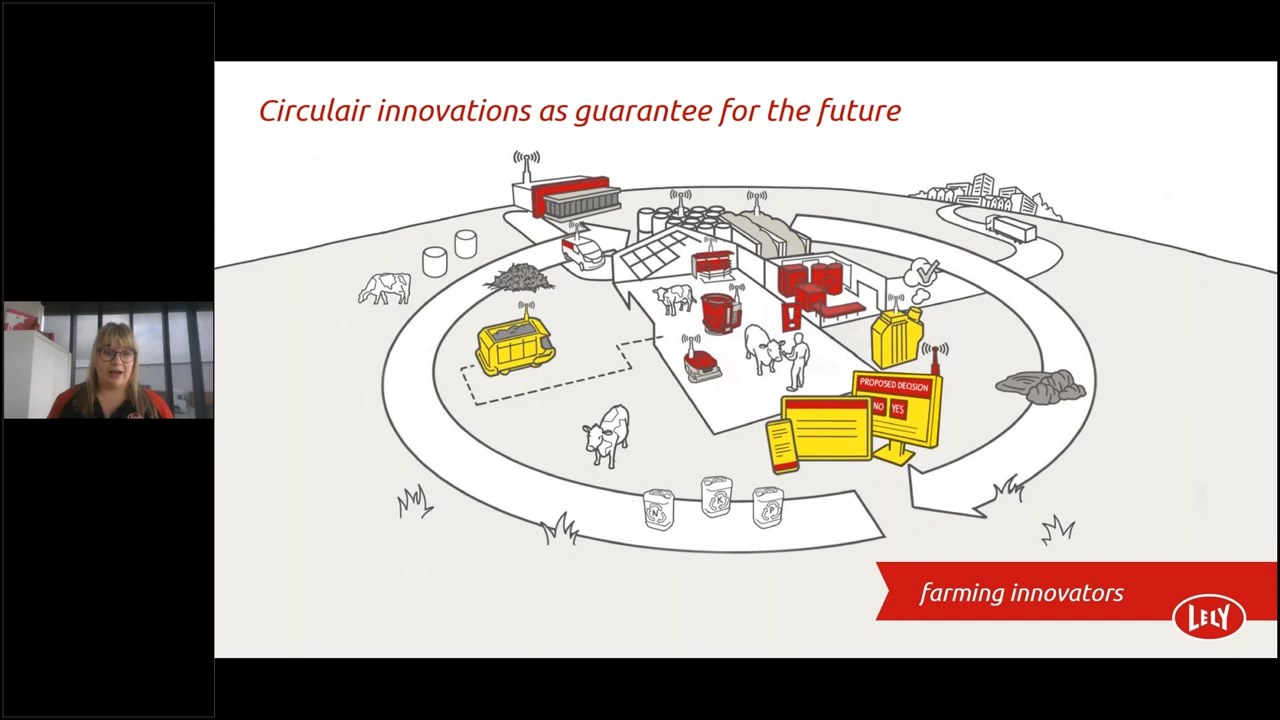 Circulair innovations as guarantee for the future
PROPOSED DECISION
NO YES
N
K
P
farming innovators
LELY